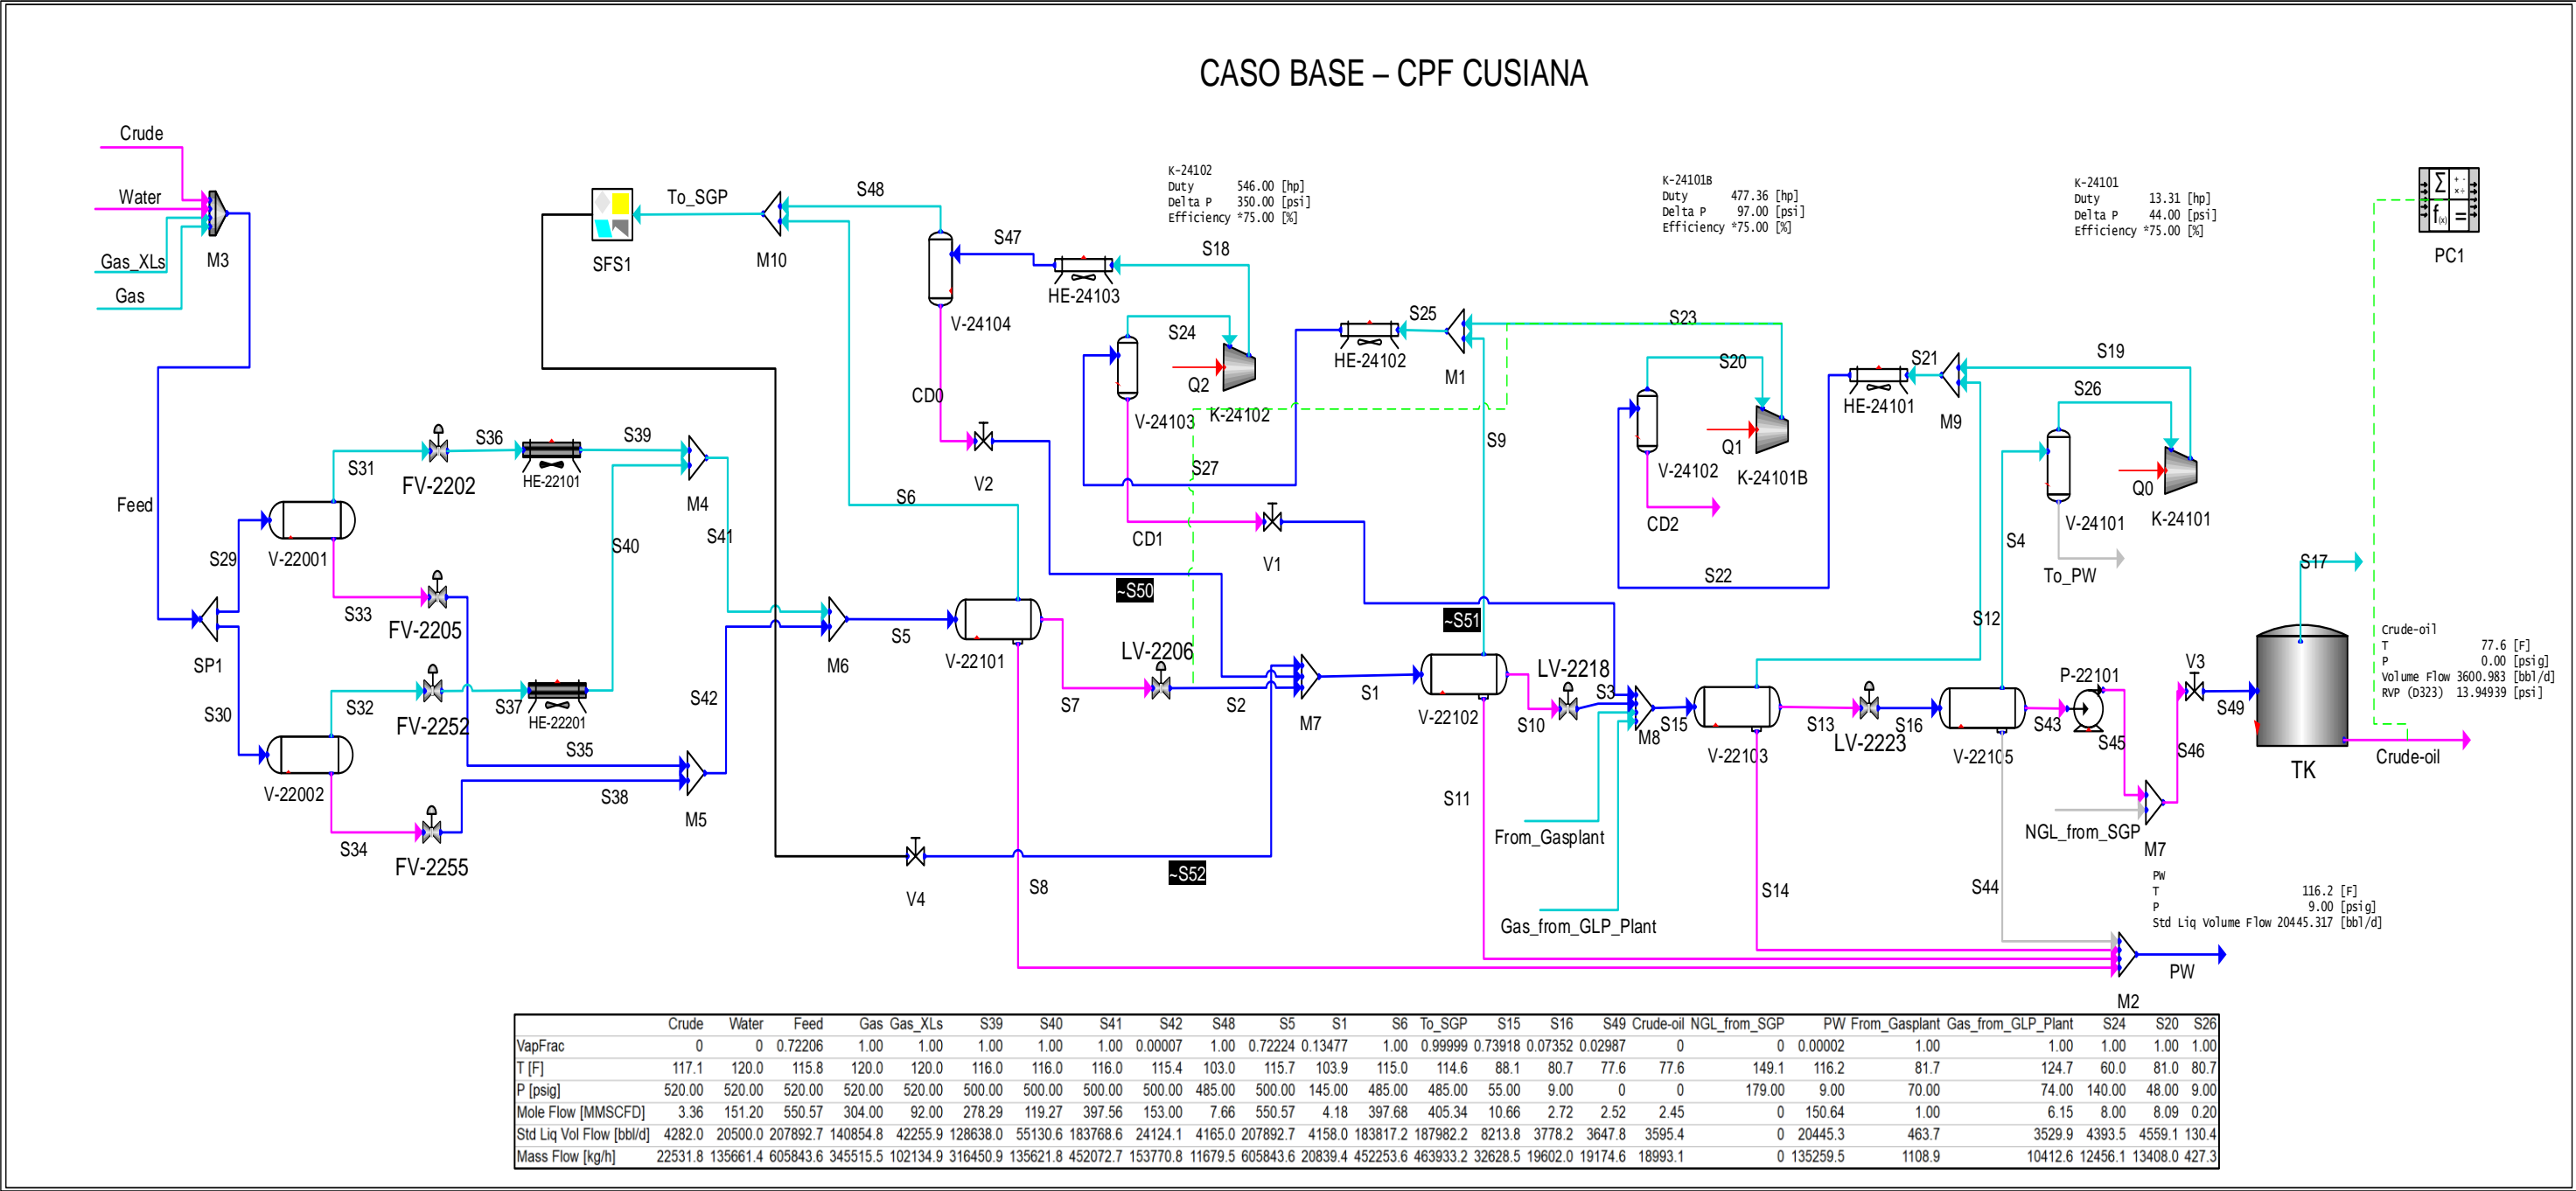 CASO BASE – CPF CUSIANA
Crude
Water
Gas_XLs
Gas
M3
SFS1
To_SGP
M10
S48
S47
V-24104
HE-24103
S18
K-24102
Duty 546.00 [hp]
Delta P 350.00 [psi]
Efficiency *75.00 [%]
K-24101B
Duty 477.36 [hp]
Delta P 97.00 [psi]
Efficiency *75.00 [%]
K-24101
Duty 13.31 [hp]
Delta P 44.00 [psi]
Efficiency *75.00 [%]
PC1
S24
Q2
V-24103
K-24102
HE-24102
S25
M1
S23
S20
Q1
V-24102
K-24101B
CD2
HE-24101
S21
M9
S19
S26
Q0
V-24101
K-24101
To_PW
S4
S12
S22
CD0
V2
S27
CD1
V1
S9
S6
Feed
S29
S30
SP1
V-22001
S31
FV-2202
S36
HE-22101
S39
M4
S41
S40
S33
FV-2205
V-22002
S32
FV-2252
S37
HE-22201
S35
S34
FV-2255
S38
M5
S42
M6
S5
V-22101
S7
LV-2206
S2
~S50
~S51
~S52
M7
S1
V-22102
S10
LV-2218
S3
M8
S15
V-22103
S13
LV-2223
S16
V-22105
S43
P-22101
S45
S46
V3
S49
S17
TK
Crude-oil
Crude-oil
T 77.6 [F]
P 0.00 [psig]
Volume Flow 3600.983 [bbl/d]
RVP (D323) 13.94939 [psi]
V4
S8
S11
From_Gasplant
Gas_from_GLP_Plant
S14
S44
NGL_from_SGP
M7
PW
T 116.2 [F]
P 9.00 [psig]
Std Liq Volume Flow 20445.317 [bbl/d]
PW
M2
Crude Water Feed Gas Gas_XLs S39 S40 S41 S42 S48 S5 S1 S6 To_SGP S15 S16 S49 Crude-oil NGL_from_SGP PW From_Gasplant Gas_from_GLP_Plant S24 S20 S26
VapFrac 0 0 0.72206 1.00 1.00 1.00 1.00 1.00 0.00007 1.00 0.72224 0.13477 1.00 0.99999 0.73918 0.07352 0.02987 0 0 0.00002 1.00 1.00 1.00 1.00 1.00
T [F] 117.1 120.0 115.8 120.0 120.0 116.0 116.0 116.0 115.4 103.0 115.7 103.9 115.0 114.6 88.1 80.7 77.6 77.6 149.1 116.2 81.7 124.7 60.0 81.0 80.7
P [psig] 520.00 520.00 520.00 520.00 520.00 500.00 500.00 500.00 500.00 485.00 500.00 145.00 485.00 485.00 55.00 9.00 0 0 179.00 9.00 70.00 74.00 140.00 48.00 9.00
Mole Flow [MMSCFD] 3.36 151.20 550.57 304.00 92.00 278.29 119.27 397.56 153.00 7.66 550.57 4.18 397.68 405.34 10.66 2.72 2.52 2.45 0 150.64 1.00 6.15 8.00 8.09 0.20
Std Liq Vol Flow [bbl/d] 4282.0 20500.0 207892.7 140854.8 42255.9 128638.0 55130.6 183768.6 24124.1 4165.0 207892.7 4158.0 183817.2 187982.2 8213.8 3778.2 3647.8 3595.4 0 20445.3 463.7 3529.9 4393.5 4559.1 130.4
Mass Flow [kg/h] 22531.8 135661.4 605843.6 345515.5 102134.9 316450.9 135621.8 452072.7 153770.8 11679.5 605843.6 20839.4 452253.6 463933.2 32628.5 19602.0 19174.6 18993.1 0 135259.5 1108.9 10412.6 12456.1 13408.0 427.3